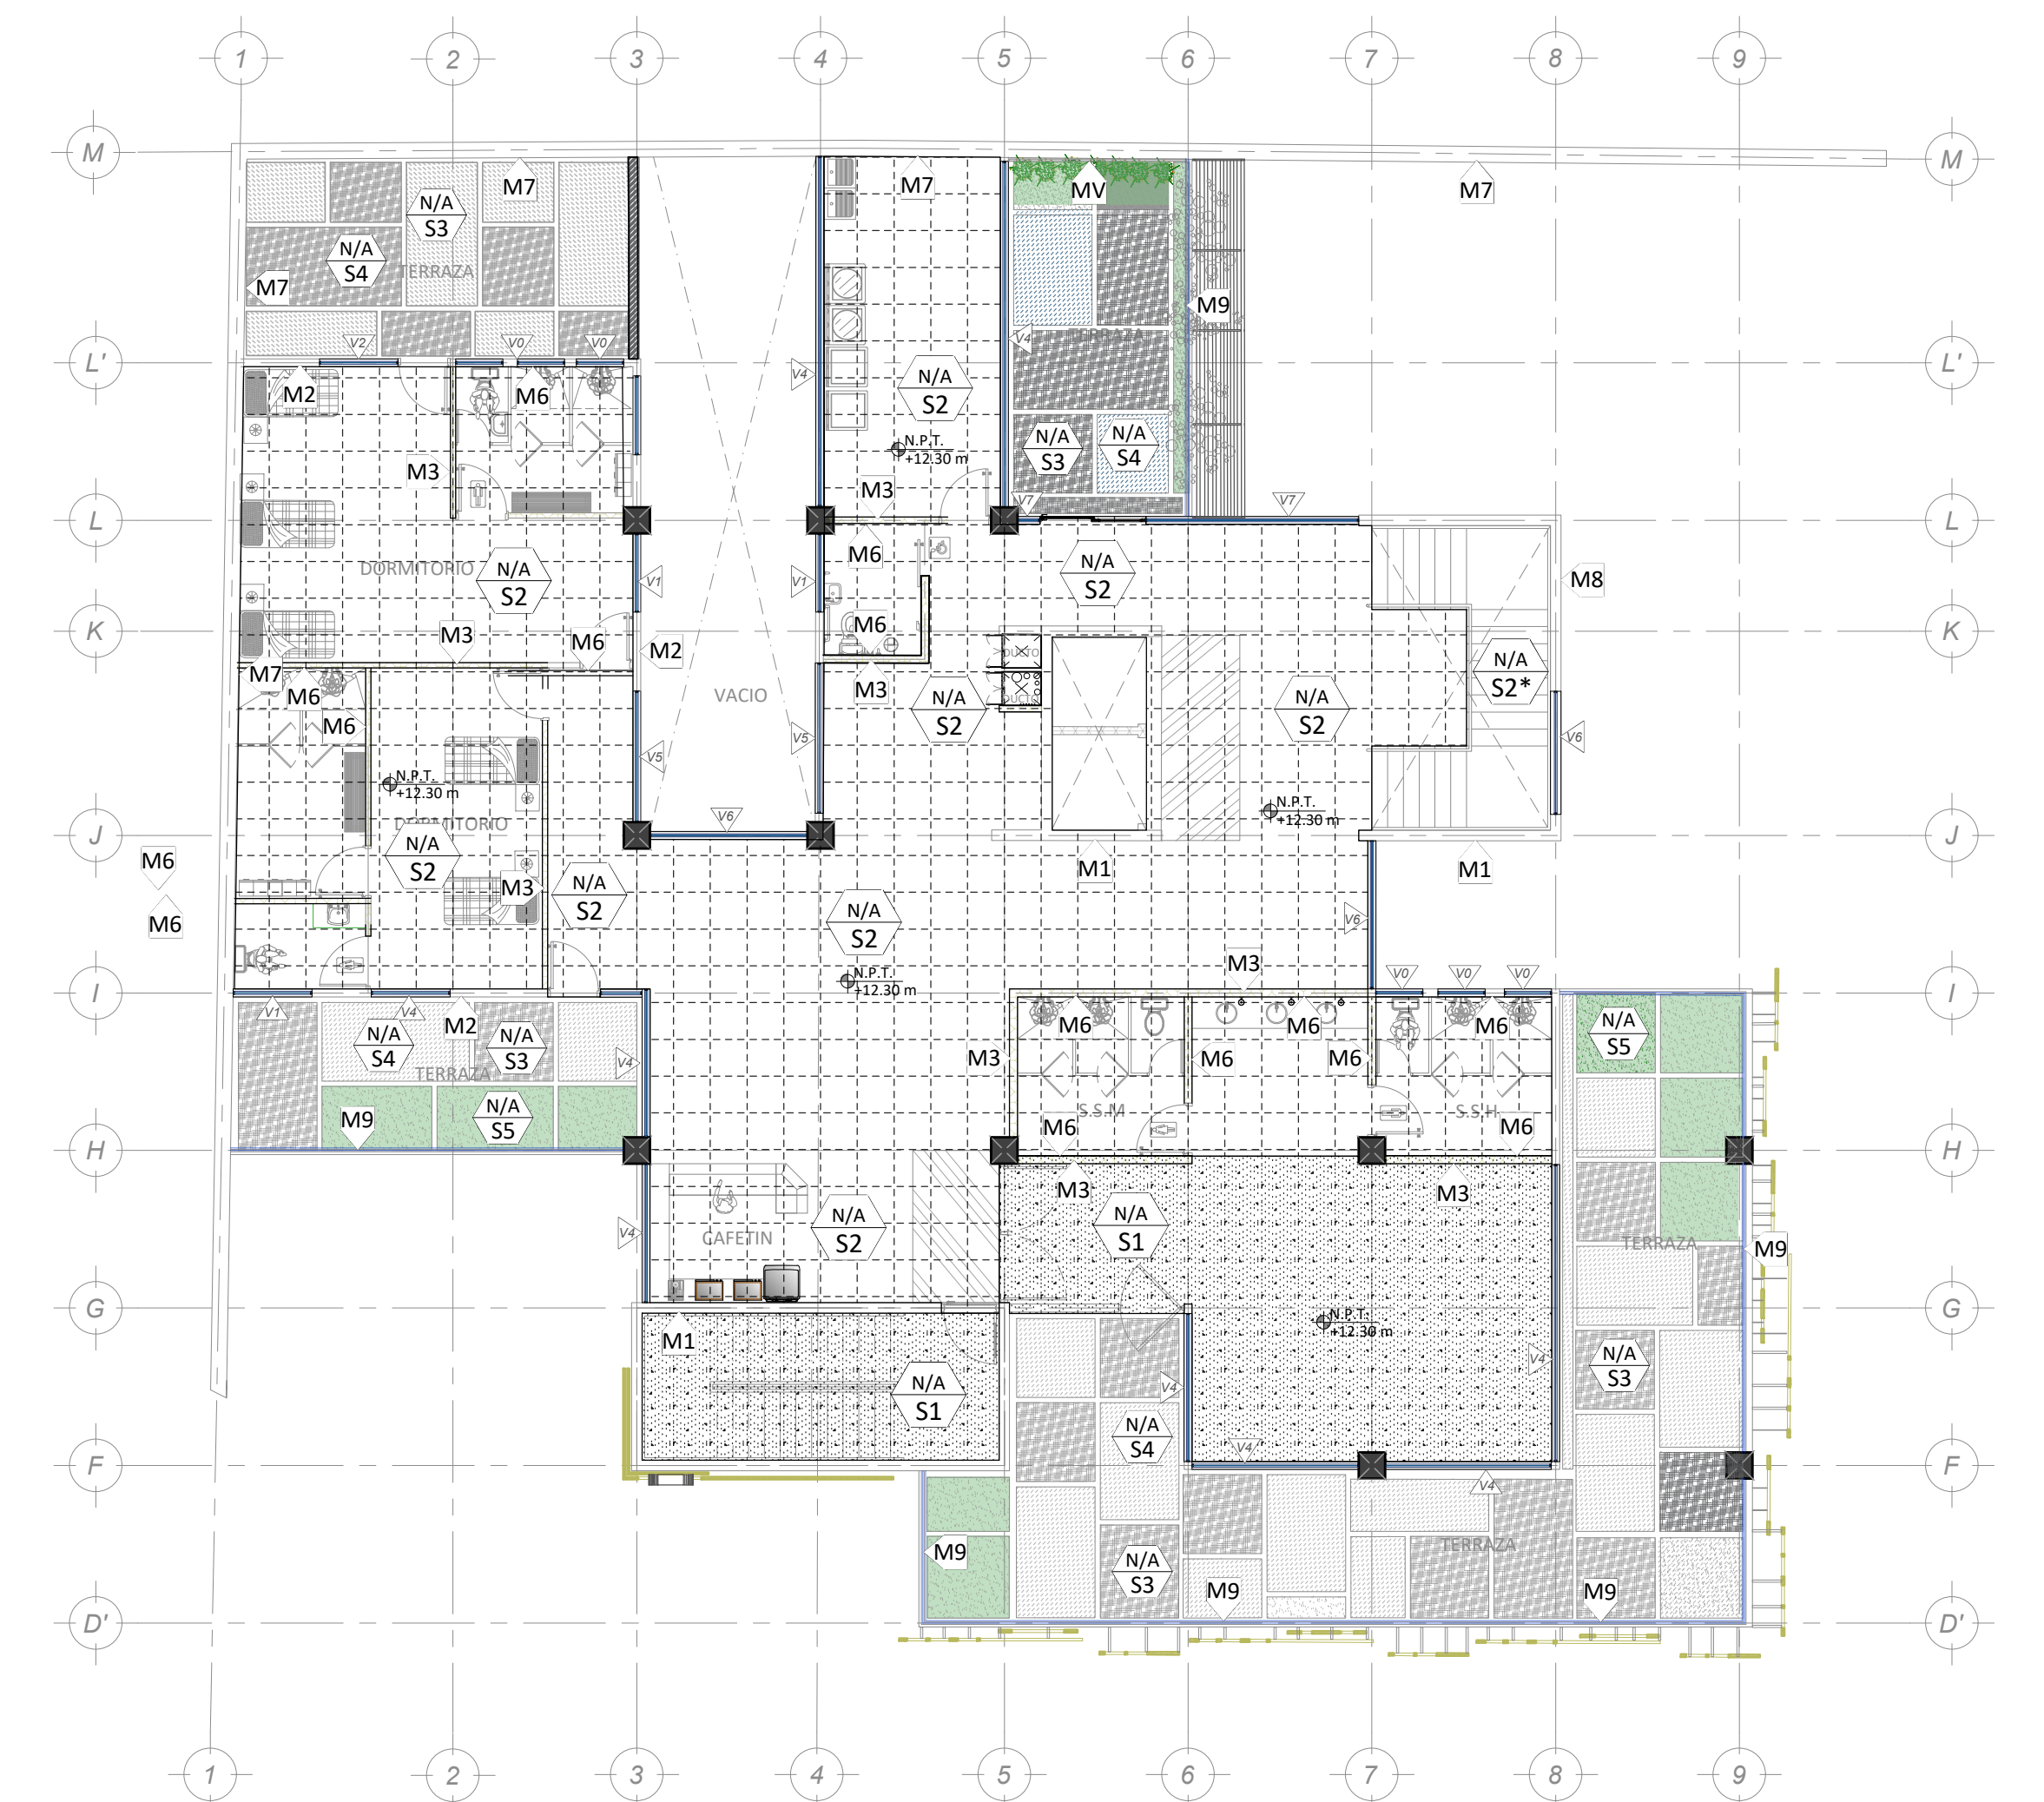 1 2 3 4 5 6 7 8 9
M M
M7 N/A M7 MV M7
S3
N/A
S4 TERRAZA
M7 M9
TERRAZA
V4
V2 V0 V0
L' L'
V4
M2 M6 N/A
S2
N/A N/A
S3 S4
N.P.T.
+12.30 m
M3 M3
V7 V7
L L
M6
DORMITORIO N/A
S2
V1 V1
N/A
S2
M8
K K
M3 M6 M2 M6
DUCTO
N/A
S2*
M7 M6 M3
VACIO
N/A
S2
DUCTO
N/A
S2
M6
V5 V5 V6
N.P.T.
+12.30 m
N.P.T.
+12.30 m
DORMITORIO
V6
J J
N/A
S2
M6 M1 M1
M3 N/A
S2
M6
N/A
S2
V6
N.P.T.
+12.30 m
M3
V0 V0 V0
I I
V1 V4
M2
N/A
S4
N/A
S3
TERRAZA
V4
M6 M6 M6
N/A
S5
M3 M6 M6
M9 N/A
S5
S.S.M S.S.H
M6 M6
H H
M3 M3
V4
CAFETIN
N/A
S2
N/A
S1
TERRAZA
M9
G G
M1
N.P.T.
+12.30 m
V4
N/A
S1
V4
N/A
S3
N/A
S4
V4
F F
V4
M9
N/A
S3
TERRAZA
M9 M9
D' D'
1 2 3 4 5 6 7 8 9